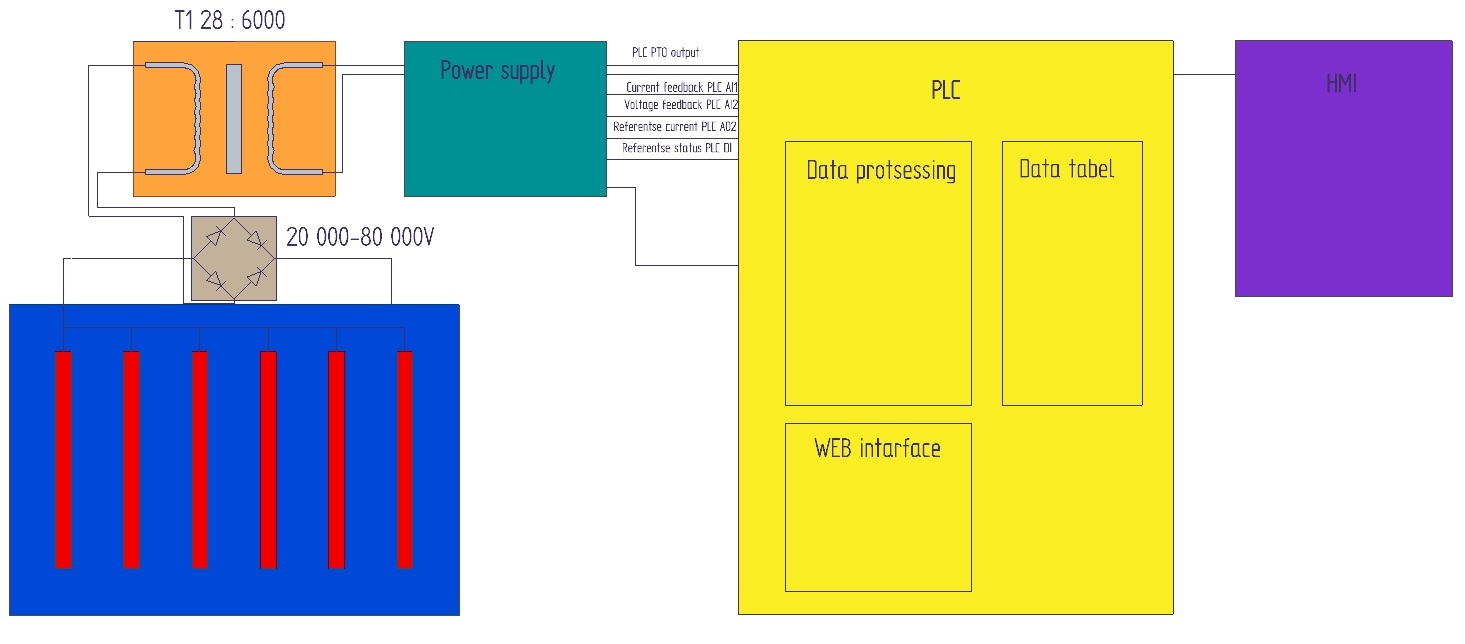 T1 28 : 6000
Power supply
PLC PTO output
Current feedback PLC AI1
Voltage feedback PLC AI2
Referentse current PLC AO2
Referentse status PLC DI
PLC
HMI
Data protsessing
Data tabel
20 000-80 000V
WEB intarface